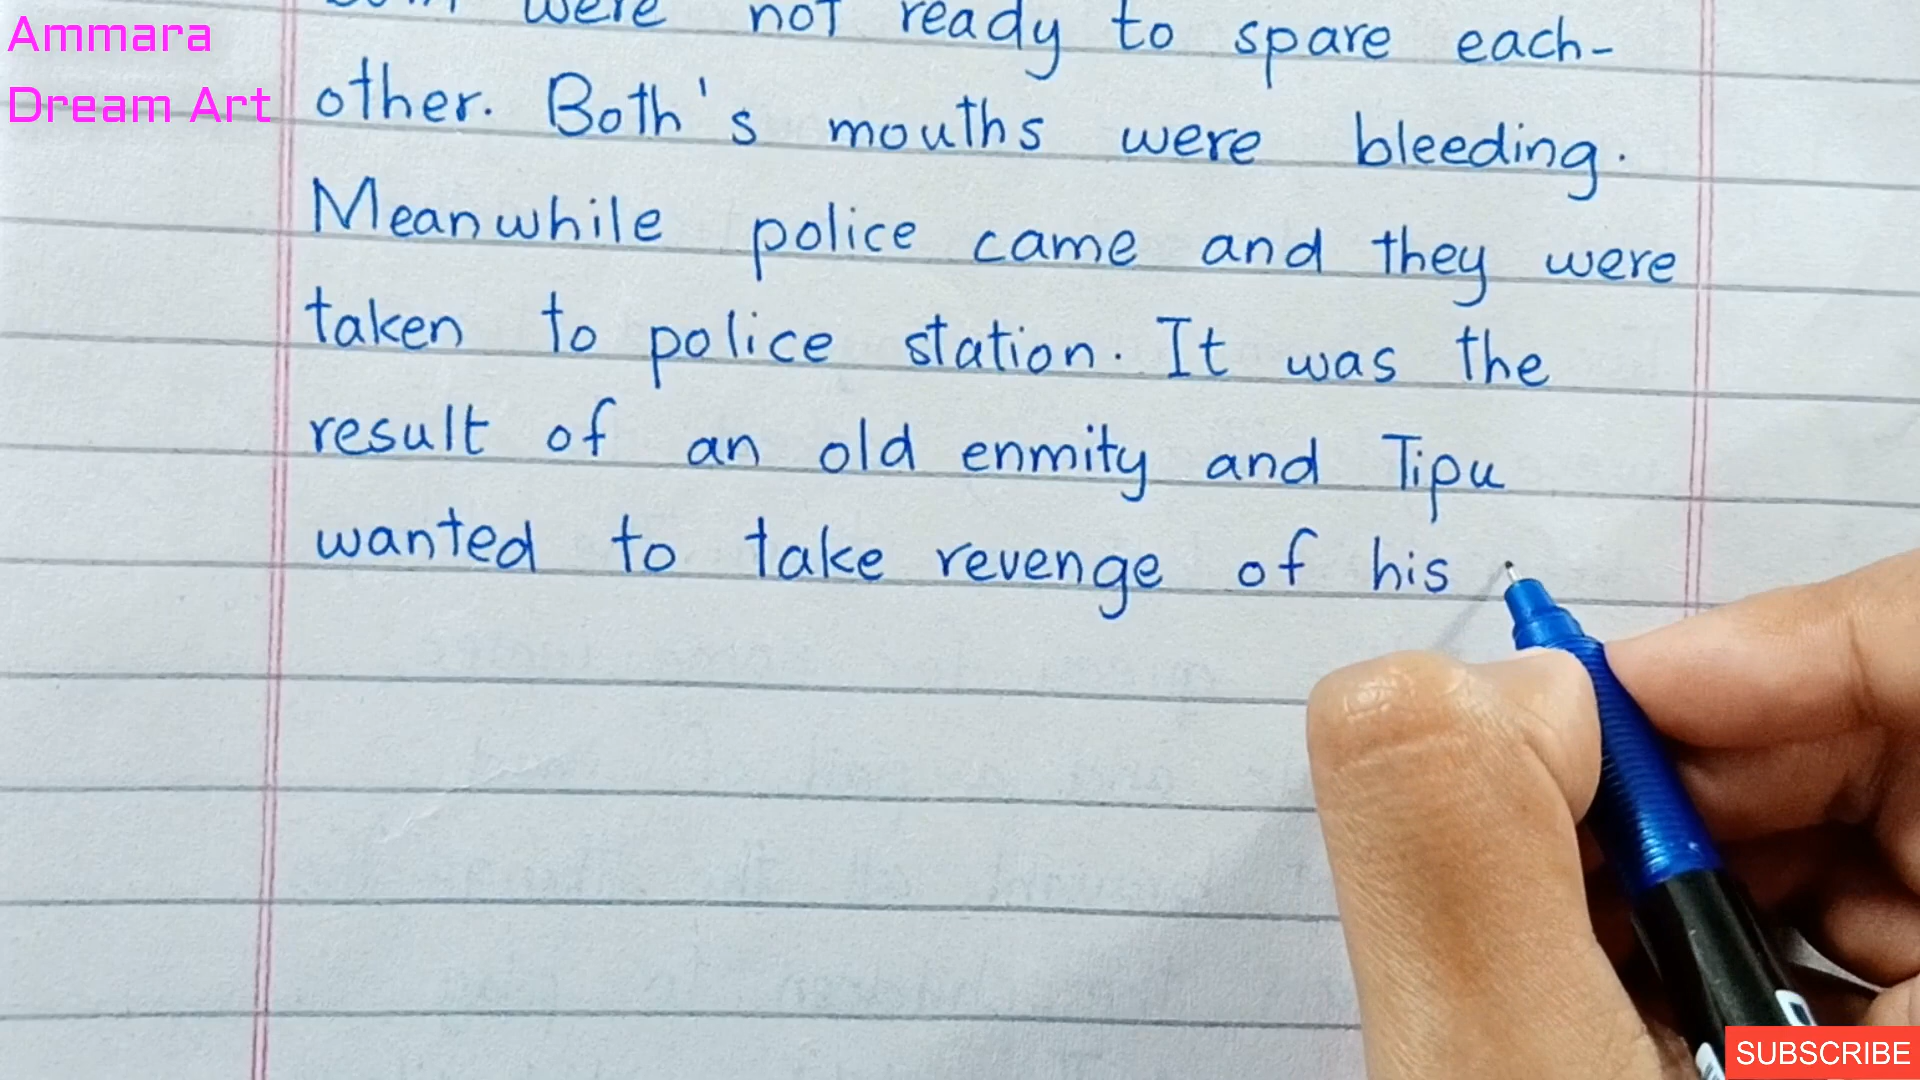 Ammara
Dream Art
Both were not ready to spare each-
other. Both's mouths were bleeding.
Meanwhile police came and they were
taken to police station. It was the
result of an old enmity and Tipu
wanted to take revenge of his
SUBSCRIBE